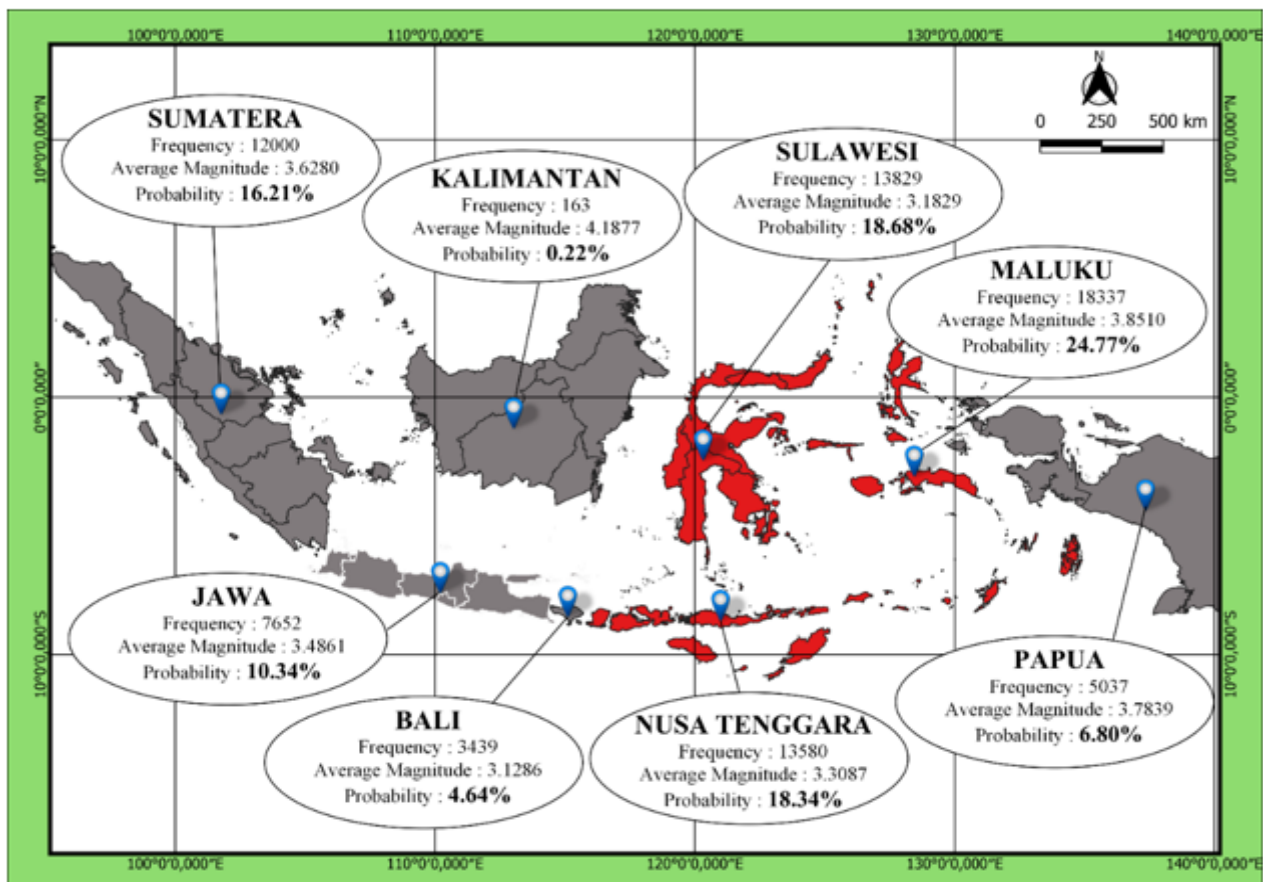 100°0'0,000"E 110°0'0,000"E 120°0'0,000"E 130°0'0,000"E 140°0'0,000"E
N
0 250 500 km
10°0'0,000"N
10°0'0,000"N
SUMATERA
Frequency : 12000
Average Magnitude : 3.6280
Probability : 16.21%
KALIMANTAN
Frequency : 163
Average Magnitude : 4.1877
Probability : 0.22%
SULAWESI
Frequency : 13829
Average Magnitude : 3.1829
Probability : 18.68%
MALUKU
Frequency : 18337
Average Magnitude : 3.8510
Probability : 24.77%
0°0'0,000"
0°0'0,000"
JAWA
Frequency : 7652
Average Magnitude : 3.4861
Probability : 10.34%
BALI
Frequency : 3439
Average Magnitude : 3.1286
Probability : 4.64%
NUSA TENGGARA
Frequency : 13580
Average Magnitude : 3.3087
Probability : 18.34%
PAPUA
Frequency : 5037
Average Magnitude : 3.7839
Probability : 6.80%
10°0'0,000"S
10°0'0,000"S
100°0'0,000"E 110°0'0,000"E 120°0'0,000"E 130°0'0,000"E 140°0'0,000"E